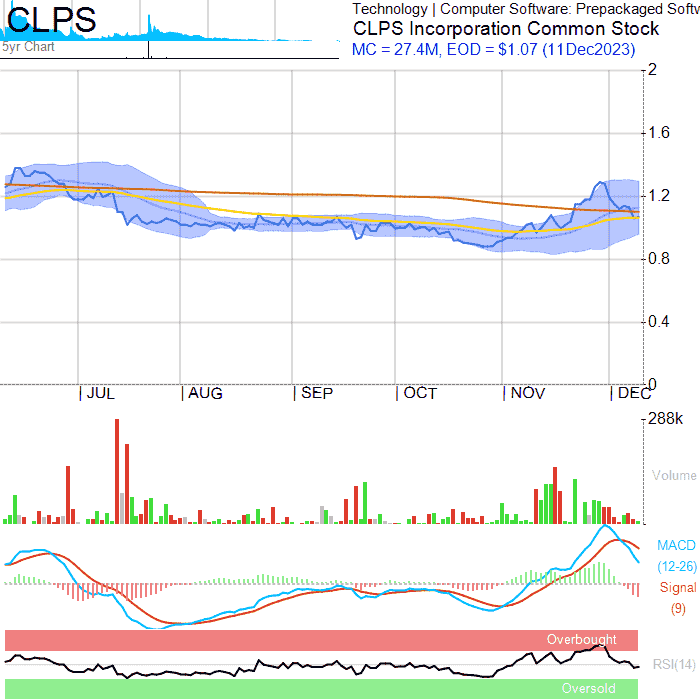 CLPS
5yr Chart
Technology | Computer Software: Prepackaged Softw
CLPS Incorporation Common Stock
MC = 27.4M, EOD = $1.07 (11Dec2023)
2
1.6
1.2
0.8
0.4
0
| JUL | AUG | SEP | OCT | NOV | DEC
288k
Volume
MACD
(12-26)
Signal
(9)
Overbought
RSI(14)
Oversold